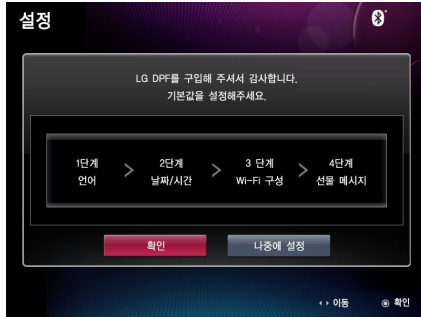 설정
LG DPF를 구입해 주셔서 감사합니다.
기본값을 설정해주세요.
1단계 > 2단계 > 3 단계 > 4단계
언어 날짜/시간 Wi-Fi 구성 선물 메시지
확인 나중에 설정
이동 확인